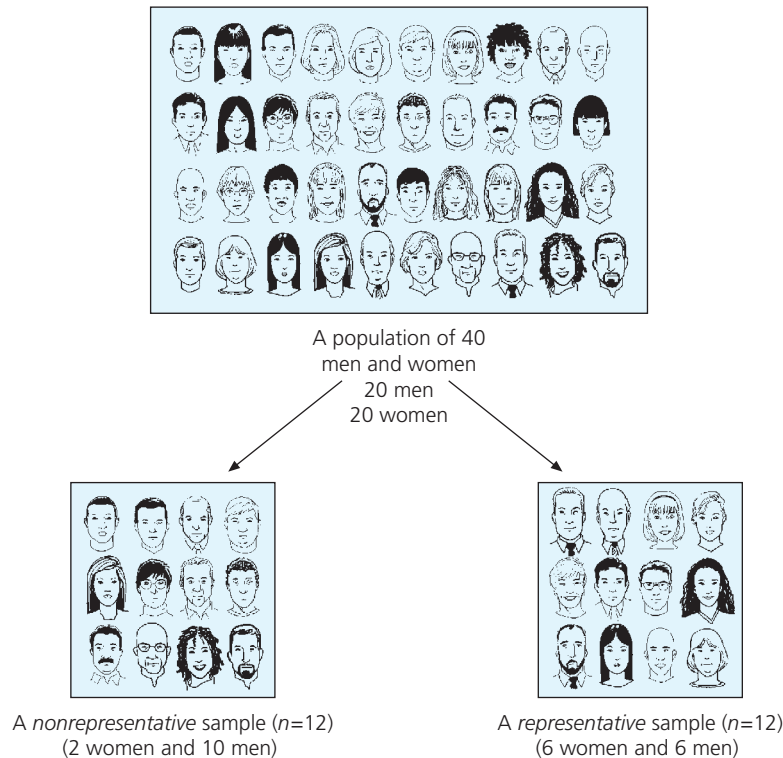 A population of 40
men and women
20 men
20 women
A nonrepresentative sample (n=12)
(2 women and 10 men)
A representative sample (n=12)
(6 women and 6 men)